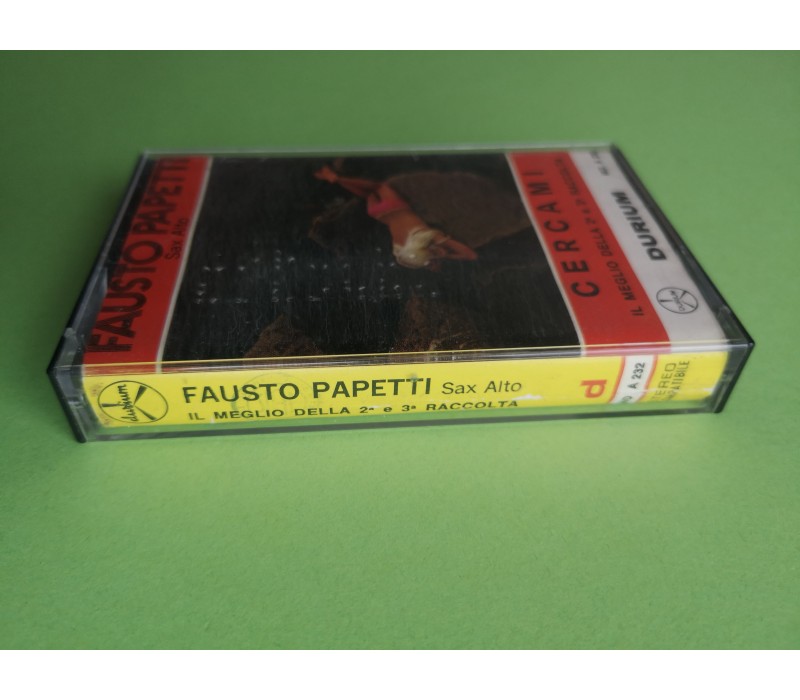 FAUSTO PAPETTI
Sax Alto
CERCAMI
IL MEGLIO DELLA 2ª e 3ª RACCOLTA
DURIUM
durium
FAUSTO PAPETTI Sax Alto
IL MEGLIO DELLA 2ª e 3ª RACCOLTA
d
A 232